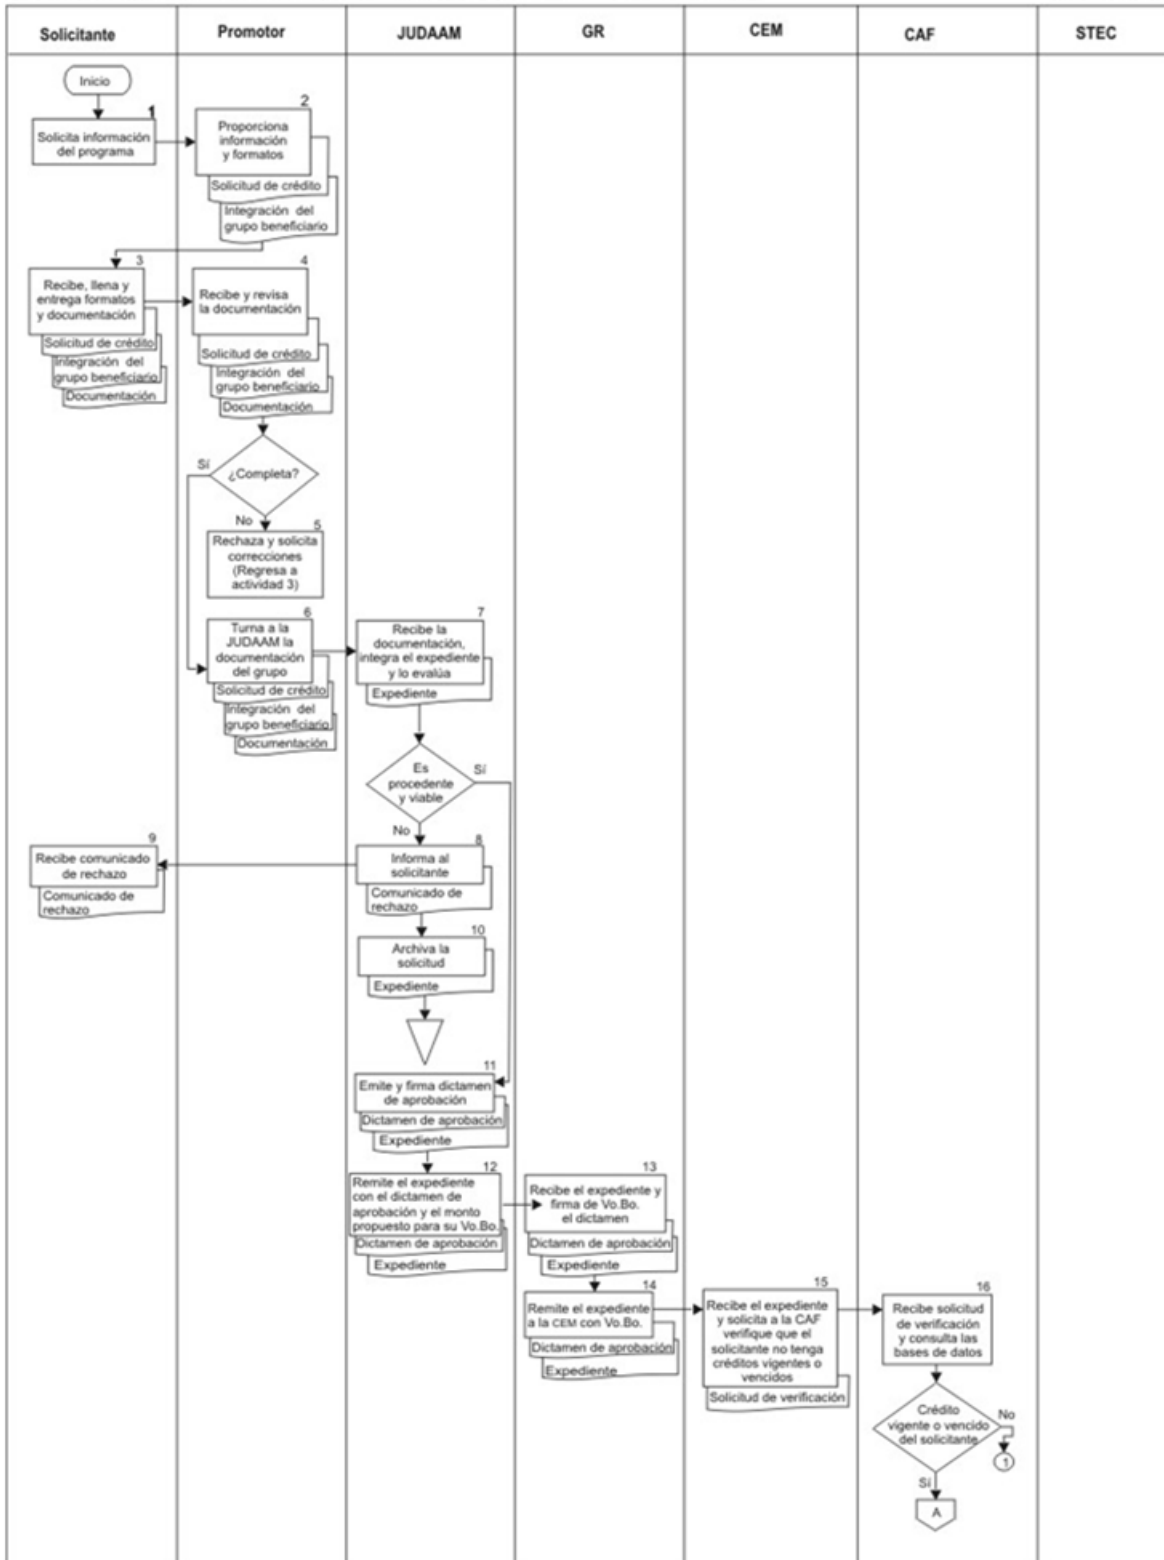 Solicitante
Promotor
JUDAAM
GR
CEM
CAF
STEC
Inicio
1
Solicita información
del programa
2
Proporciona
información
y formatos
Solicitud de crédito
Integración del
grupo beneficiario
3
Recibe, llena y
entrega formatos
y documentación
Solicitud de crédito
Integración del
grupo beneficiario
Documentación
4
Recibe y revisa
la documentación
Solicitud de crédito
Integración del
grupo beneficiario
Documentación
¿Completa?
Sí
No
5
Rechaza y solicita
correcciones
(Regresa a
actividad 3)
6
Turna a la
JUDAAM la
documentación
del grupo
Solicitud de crédito
Integración del
grupo beneficiario
Documentación
7
Recibe la
documentación,
integra el expediente
y lo evalúa
Expediente
Es
procedente
y viable
Sí
No
8
Informa al
solicitante
Comunicado de
rechazo
9
Recibe comunicado
de rechazo
Comunicado de
rechazo
10
Archiva la
solicitud
Expediente
11
Emite y firma dictamen
de aprobación
Dictamen de aprobación
Expediente
12
Remite el expediente
con el dictamen de
aprobación y el monto
propuesto para su Vo.Bo.
Dictamen de aprobación
Expediente
13
Recibe el expediente y
firma de Vo.Bo.
el dictamen
Dictamen de aprobación
Expediente
14
Remite el expediente
a la CEM con Vo.Bo.
Dictamen de aprobación
Expediente
15
Recibe el expediente
y solicita a la CAF
verifique que el
solicitante no tenga
créditos vigentes o
vencidos
Solicitud de verificación
16
Recibe solicitud
de verificación
y consulta las
bases de datos
Crédito
vigente o vencido
del solicitante
No
1
Sí
A